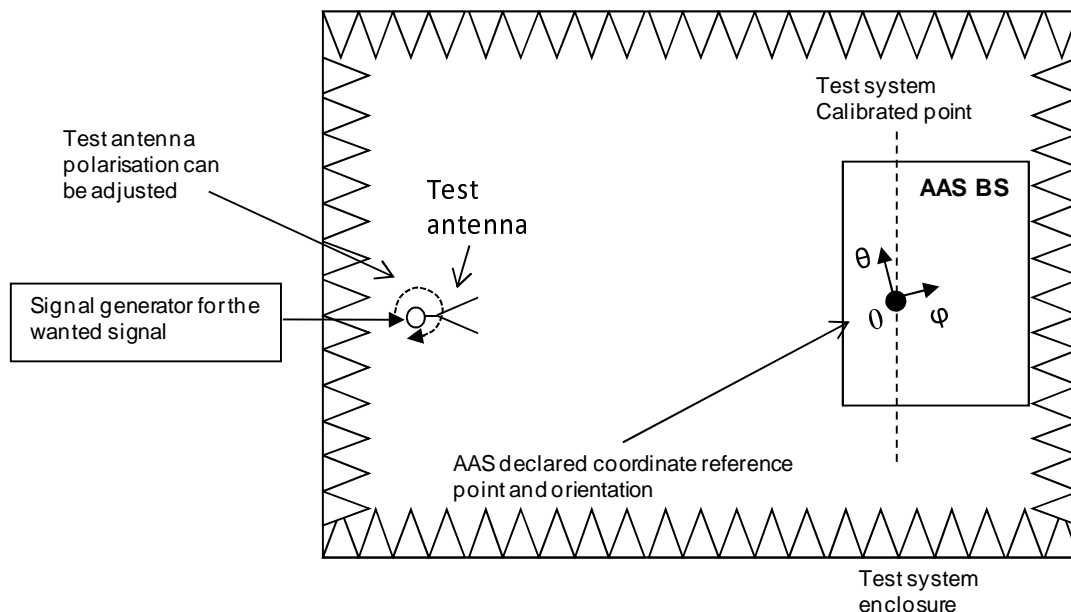 Test system
Calibrated point
Test antenna
polarisation can
be adjusted
Test
antenna
AAS BS
θ
Signal generator for the
wanted signal
0
φ
AAS declared coordinate reference
point and orientation
Test system
enclosure